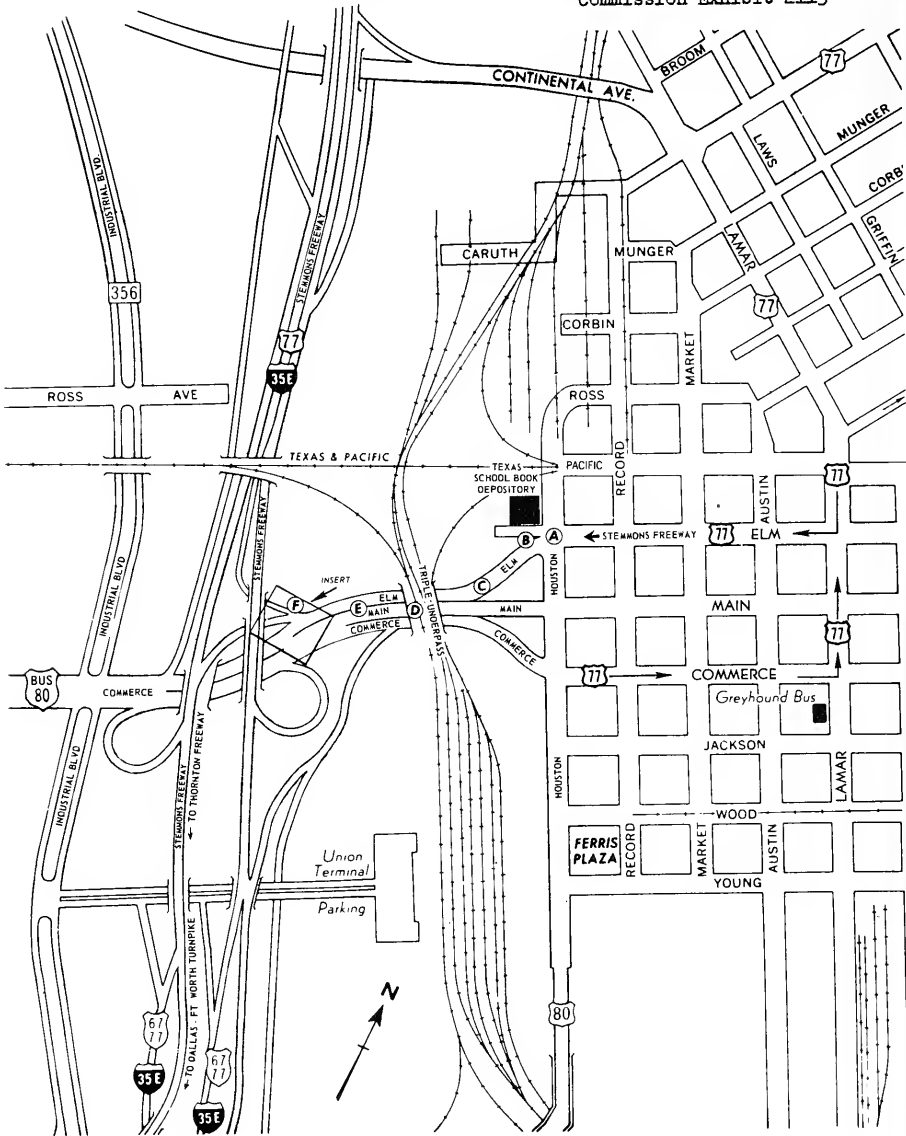 Commission Exhibit 2115
BROOM
77
CONTINENTAL AVE.
MUNGER
LAWS
CORB
INDUSTRIAL BLVD.
STEMMONS FREEWAY
LAMAR
GRIFFIN
CARUTH
MUNGER
356
77
77
CORBIN
35E
MARKET
ROSS AVE
ROSS
RECORD
TEXAS & PACIFIC
TEXAS
SCHOOL BOOK
DEPOSITORY
PACIFIC
77
AUSTIN
STEMMONS FREEWAY
B
A
STEMMONS FREEWAY
77
ELM
INSERT
TRIPLE-UNDERPASS
C
ELM
HOUSTON
F
E
ELM
MAIN
D
MAIN
MAIN
INDUSTRIAL BLVD
COMMERCE
COMMERCE
77
BUS
80
COMMERCE
77
COMMERCE
Greyhound Bus
JACKSON
INDUSTRIAL BLVD
STEMMONS FREEWAY
TO THORNTON FREEWAY
HOUSTON
LAMAR
WOOD
Union
Terminal
Parking
FERRIS
PLAZA
RECORD
MARKET
AUSTIN
YOUNG
TO DALLAS-FT WORTH TURNPIKE
N
80
67
77
35E
67
77
35E